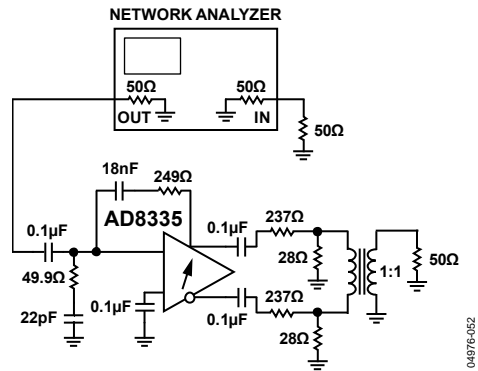 NETWORK ANALYZER
50Ω
50Ω
OUT
IN
50Ω
18nF
249Ω
AD8335
0.1µF
0.1µF
237Ω
28Ω
1:1
50Ω
49.9Ω
22pF
0.1µF
0.1µF
237Ω
28Ω
04976-052